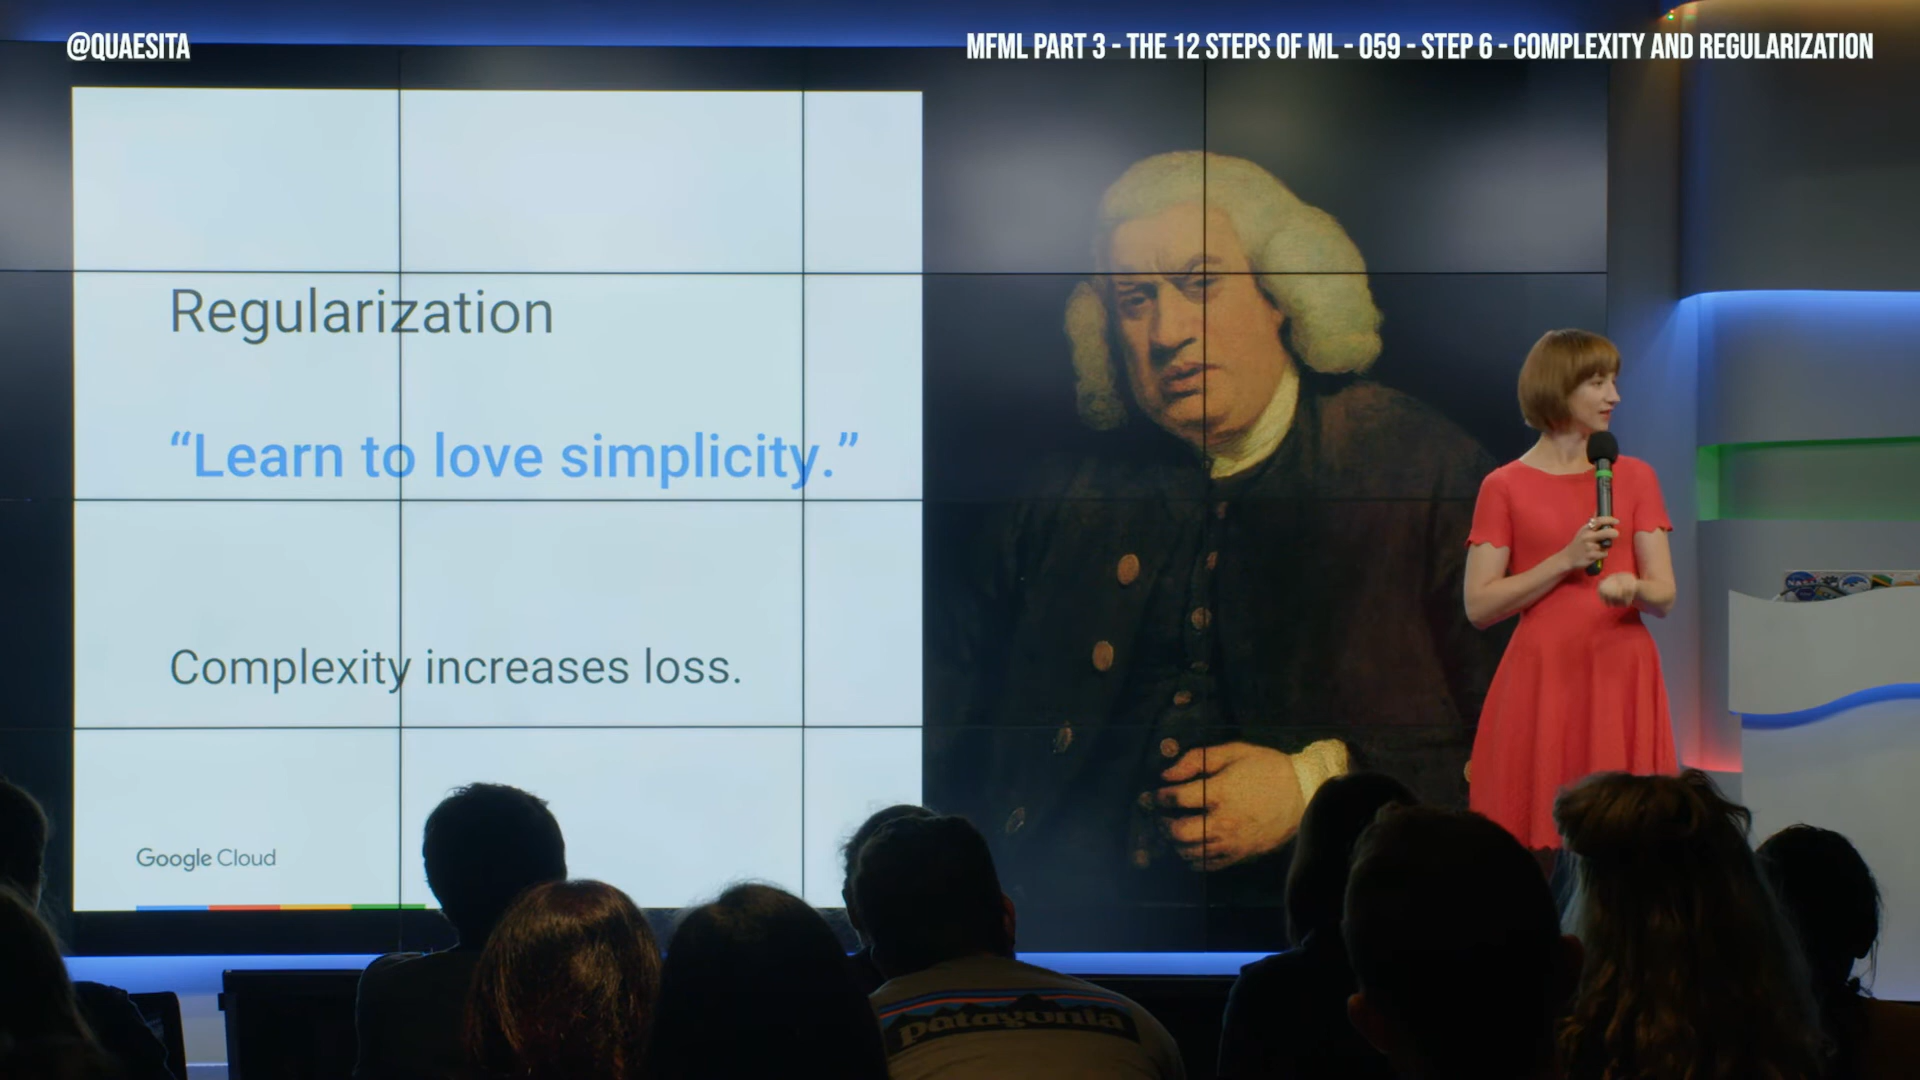 @QUAESITA
MFML PART 3 - THE 12 STEPS OF ML - 059 - STEP 6 - COMPLEXITY AND REGULARIZATION
Regularization
“Learn to love simplicity.”
Complexity increases loss.
Google Cloud
NASA
patagonia